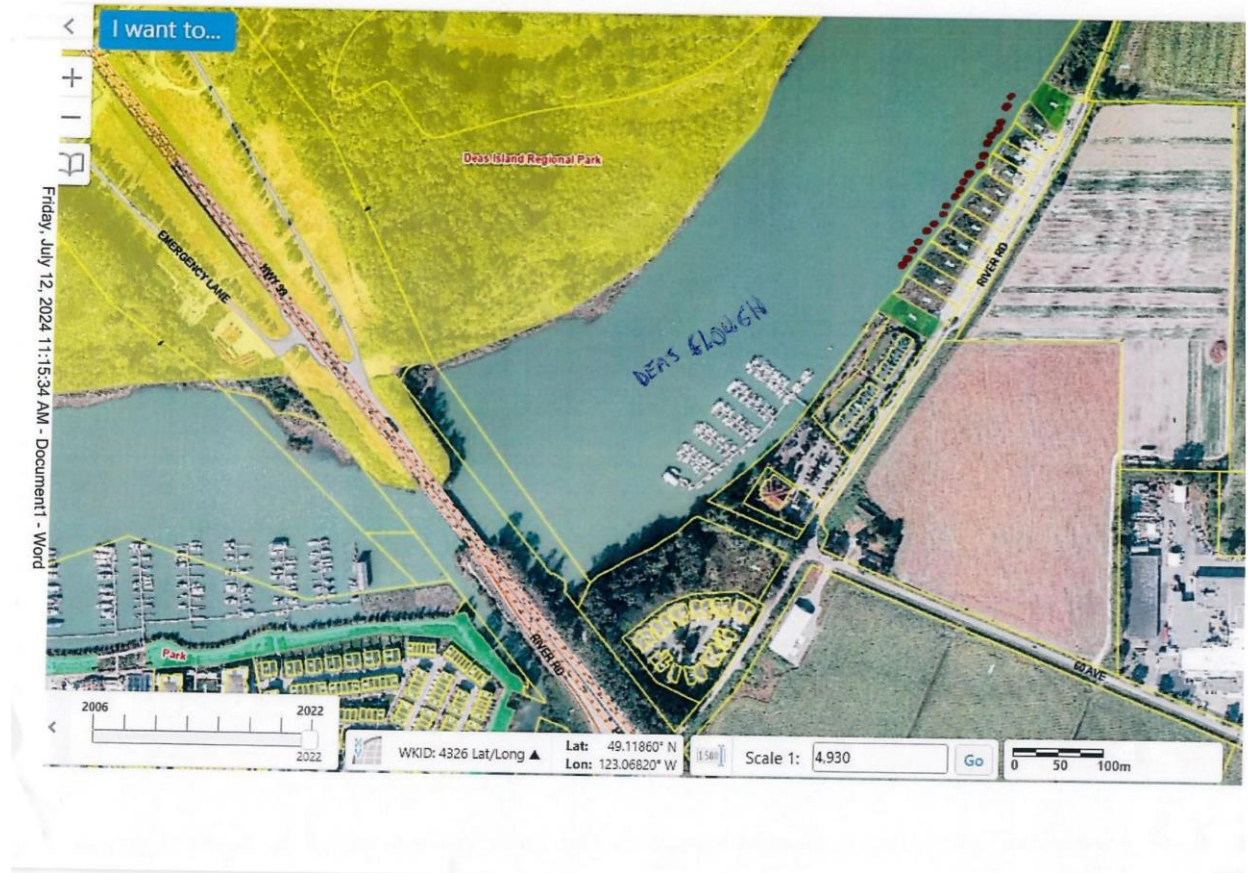 I want to...
Deas Island Regional Park
EMERGENCY LANE
HWY 99
RIVER RD
DEAS SLOUGH
Friday, July 12, 2024 11:15:34 AM - Document1 - Word
Park
RIVER RD
60 AVE
2006 2022
2022
WKID: 4326 Lat/Long ▲
Lat: 49.11860° N
Lon: 123.06820° W
Scale 1: 4,930 Go
0 50 100m